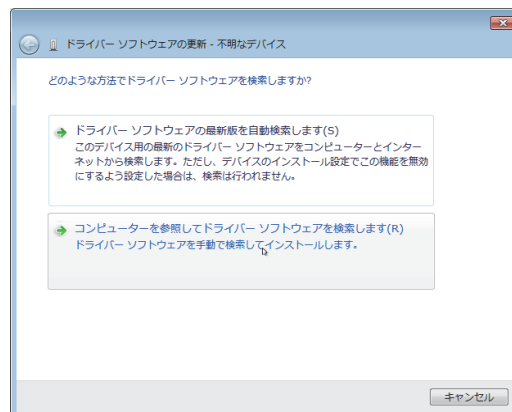 ドライバー ソフトウェアの更新 - 不明なデバイス
どのような方法でドライバー ソフトウェアを検索しますか?
ドライバー ソフトウェアの最新版を自動検索します(S)
このデバイス用の最新のドライバー ソフトウェアをコンピューターとインター
ネットから検索します。ただし、デバイスのインストール設定でこの機能を無効
にするよう設定した場合は、検索は行われません。
コンピューターを参照してドライバー ソフトウェアを検索します(R)
ドライバー ソフトウェアを手動で検索してインストールします。
キャンセル